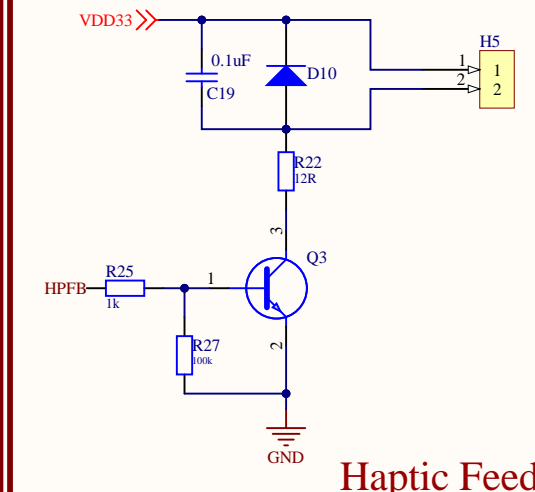 VDD33
H5
0.1uF
D10
C19
1
2
1
2
R22
12R
3
Q3
R25
HPFB
1k
1
R27
100k
2
GND
Haptic Feed